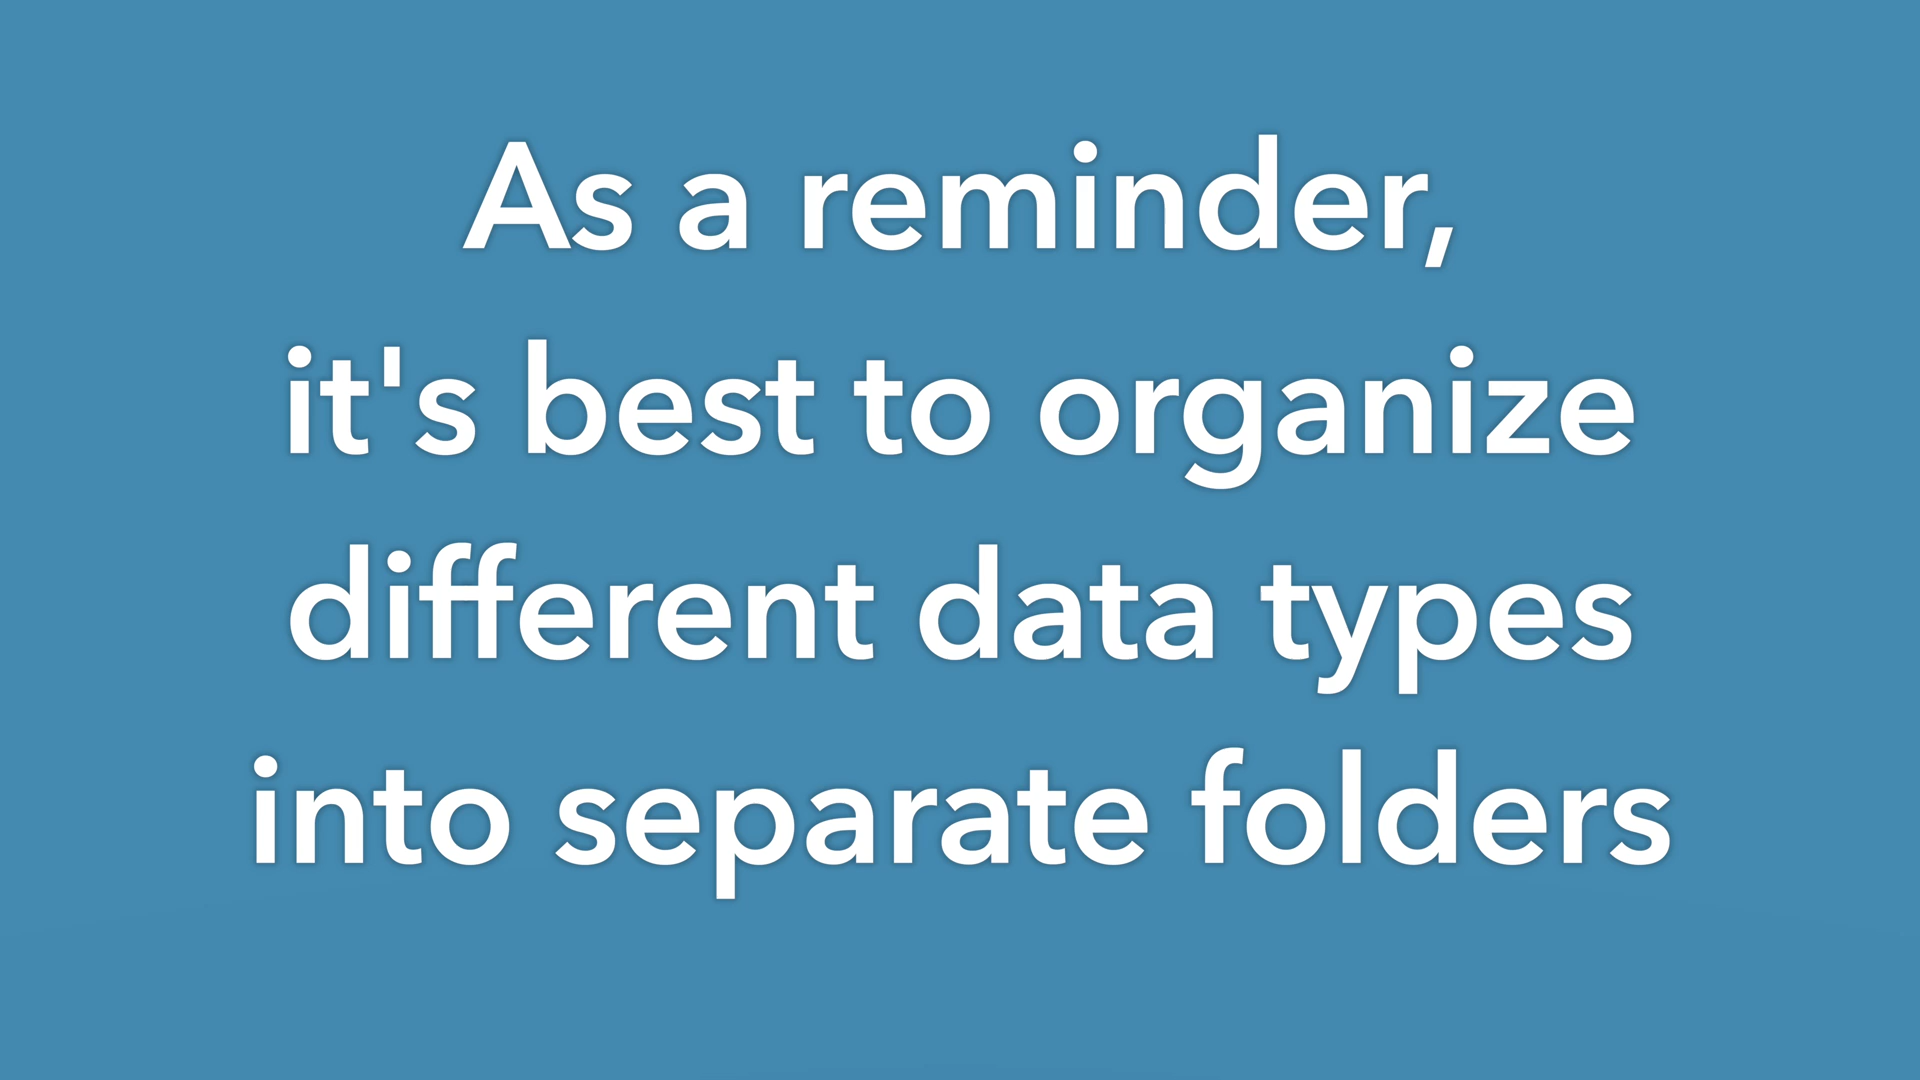 As a reminder,
it's best to organize
different data types
into separate folders